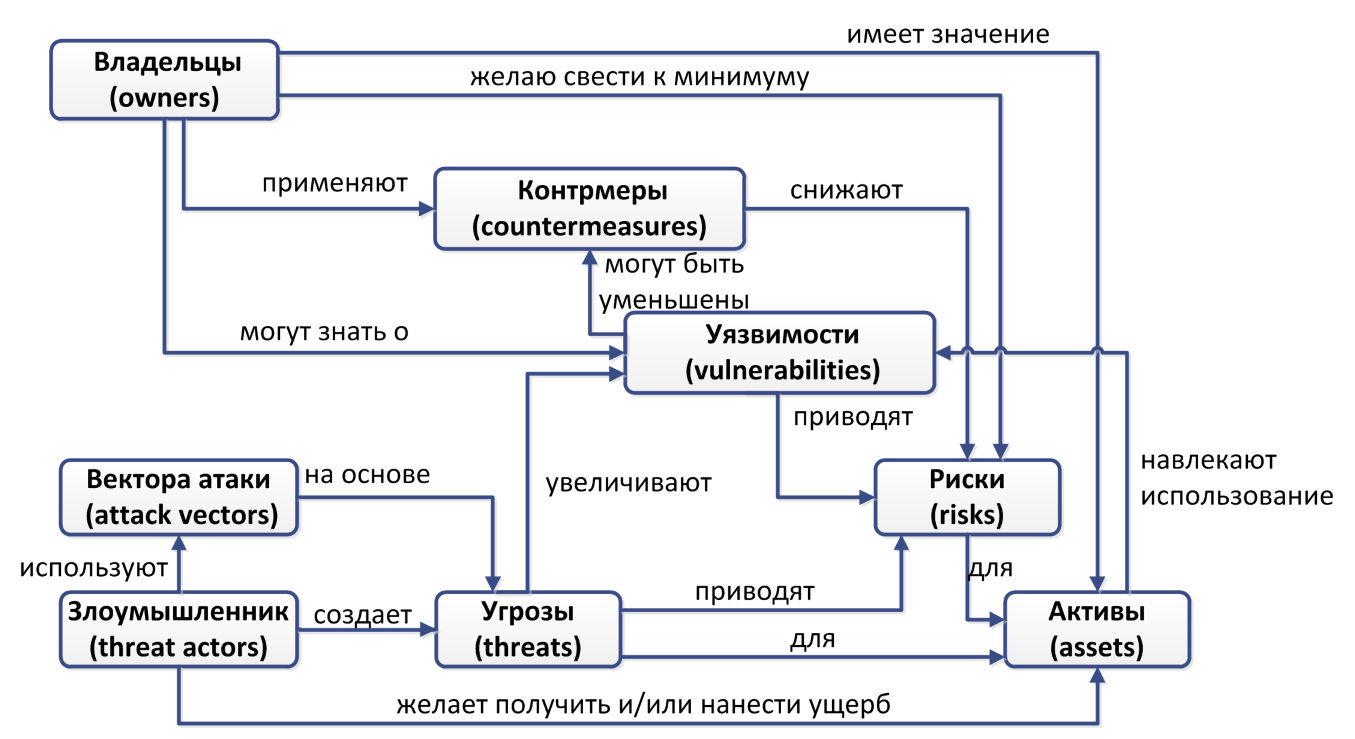 имеет значение
Владельцы
(owners)
желаю свести к минимуму
применяют
Контрмеры
(countermeasures)
снижают
могут быть
уменьшены
могут знать о
Уязвимости
(vulnerabilities)
приводят
Вектора атаки
(attack vectors)
на основе
увеличивают
Риски
(risks)
навлекают
использование
используют
для
Злоумышленник
(threat actors)
создает
Угрозы
(threats)
приводят
для
Активы
(assets)
желает получить и/или нанести ущерб